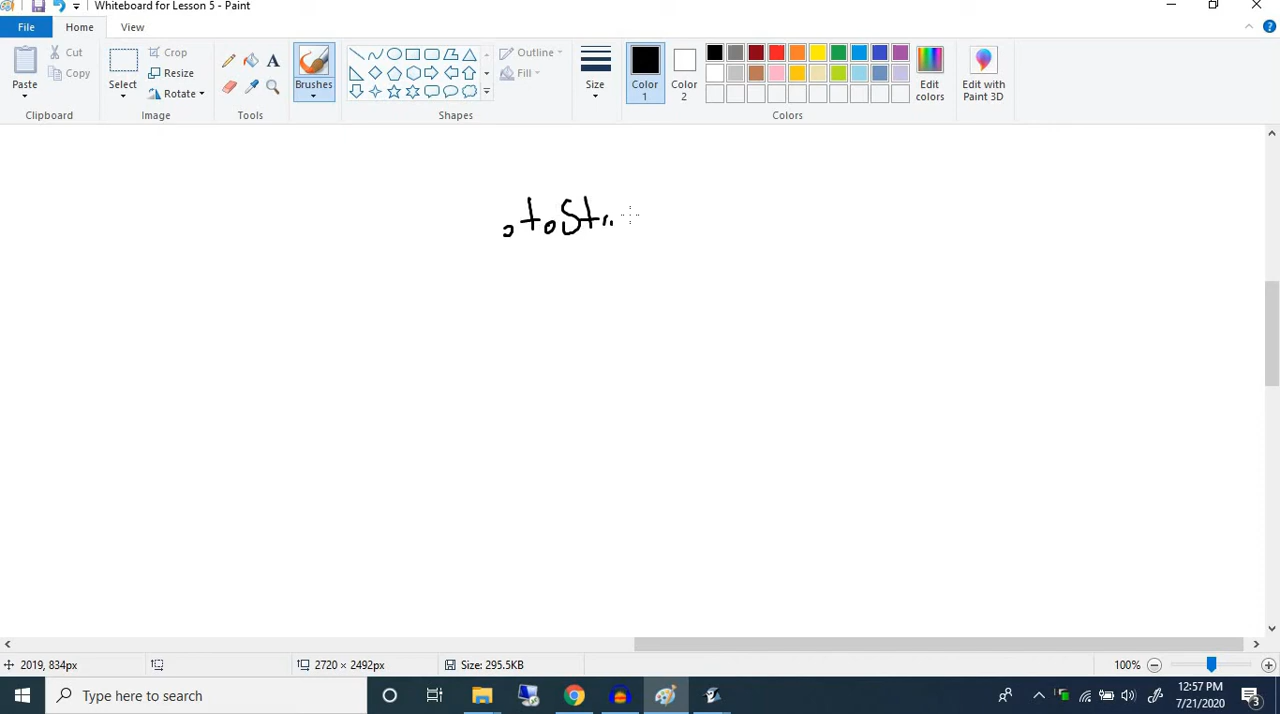 Whiteboard for Lesson 5 - Paint
File Home View
Paste Cut Copy Select Crop Resize Rotate Brushes Outline Fill Size Color 1 Color 2 Edit colors Edit with Paint 3D
Clipboard Image Tools Shapes Colors
.toStr
2019, 834px 2720 × 2492px Size: 295.5KB 100%
Type here to search 12:57 PM
7/21/2020 3